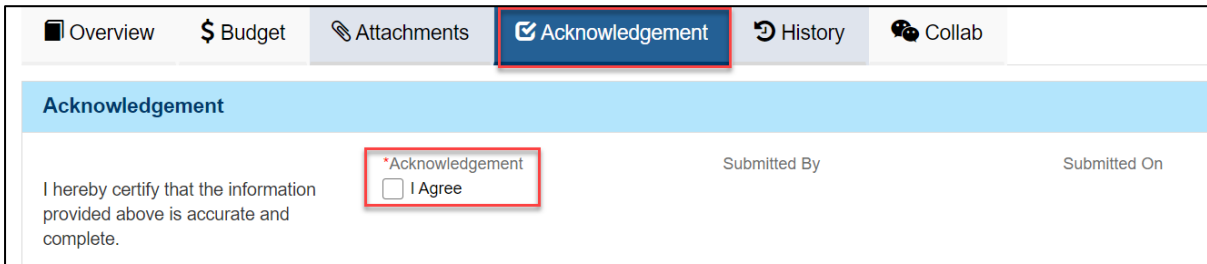 Overview $ Budget Attachments Acknowledgement History Collab
Acknowledgement
*Acknowledgement Submitted By Submitted On
I Agree
I hereby certify that the information
provided above is accurate and
complete.